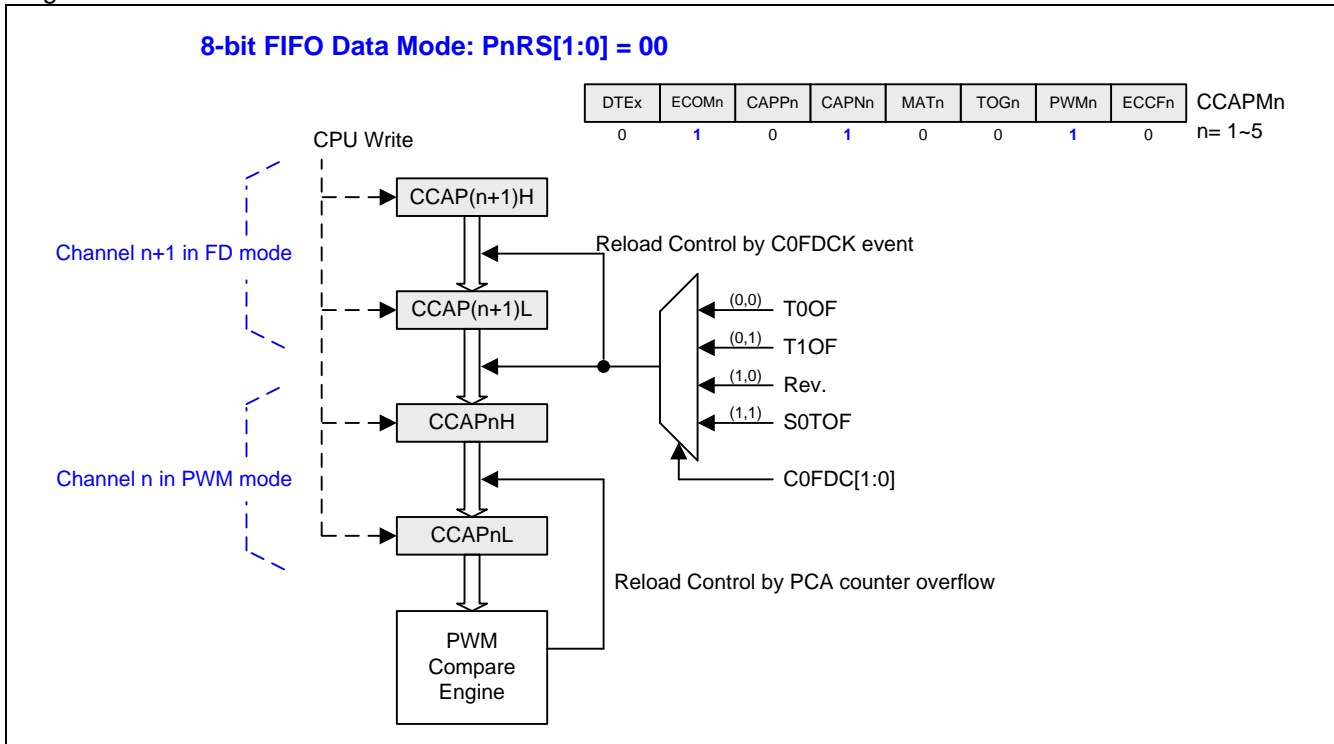 8-bit FIFO Data Mode: PnRS[1:0] = 00
DTEx ECOMn CAPPn CAPNn MATn TOGn PWMn ECCFn CCAPMn
0 1 0 1 0 0 1 0 n= 1~5
CPU Write
CCAP(n+1)H
Reload Control by C0FDCK event
Channel n+1 in FD mode
CCAP(n+1)L
(0,0) T0OF
(0,1) T1OF
(1,0) Rev.
(1,1) S0TOF
CCAPnH
Channel n in PWM mode
C0FDC[1:0]
CCAPnL
Reload Control by PCA counter overflow
PWM
Compare
Engine